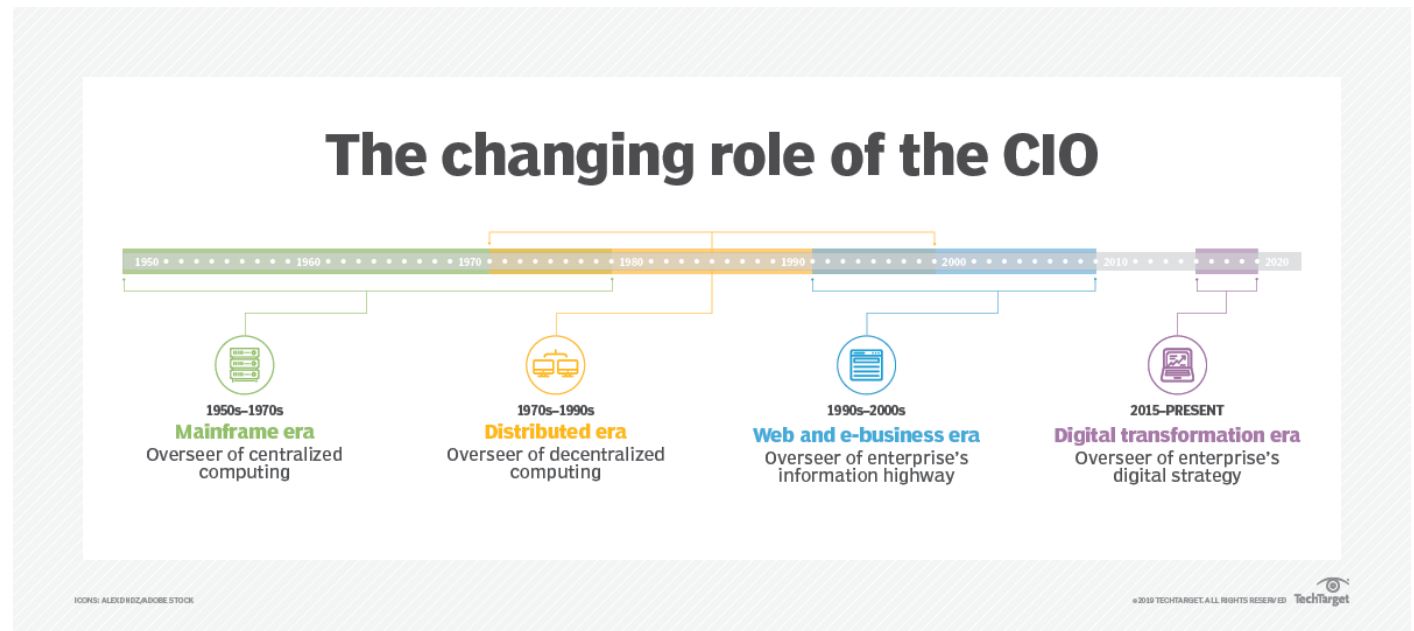 The changing role of the CIO
1950 1960 1970 1980 1990 2000 2010 2020
1950s–1970s
Mainframe era
Overseer of centralized
computing
1970s–1990s
Distributed era
Overseer of decentralized
computing
1990s–2000s
Web and e-business era
Overseer of enterprise's
information highway
2015–PRESENT
Digital transformation era
Overseer of enterprise's
digital strategy
ICONS: ALEXDNDZ/ADOBE STOCK
©2019 TECHTARGET. ALL RIGHTS RESERVED TechTarget